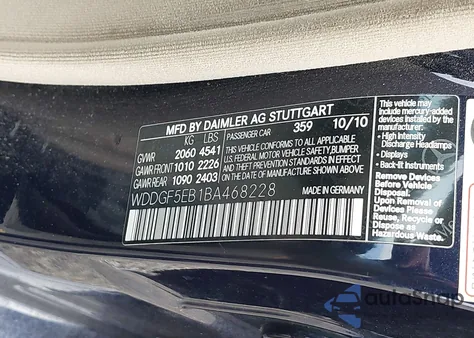 MFD BY DAIMLER AG STUTTGART
KG LBS PASSENGER CAR 359 10/10
GVWR 2060 4541
GAWR FRONT 1010 2226
GAWR REAR 1090 2403
THIS VEHICLE CONFORMS TO ALL APPLICABLE
U.S. FEDERAL MOTOR VEHICLE SAFETY, BUMPER
AND THEFT PREVENTION STANDARDS IN EFFECT
ON THE DATE OF MANUFACTURE SHOWN ABOVE.
WDDGF5EB1BA468228
MADE IN GERMANY
This vehicle may
include mercury-added
devices installed by the
manufacturer:
• High Intensity
Discharge Headlamps
• Displays
• Back-lit Instruments
Remove Devices
Before Vehicle
Disposal.
Upon Removal
of Devices Please
Reuse, Recycle
or Dispose as
Hazardous Waste.
autosnap